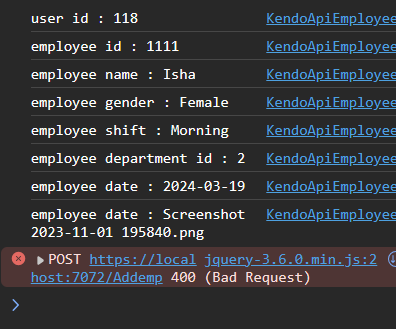 user id : 118 KendoApiEmployee
employee id : 1111 KendoApiEmployee
employee name : Isha KendoApiEmployee
employee gender : Female KendoApiEmployee
employee shift : Morning KendoApiEmployee
employee department id : 2 KendoApiEmployee
employee date : 2024-03-19 KendoApiEmployee
employee date : Screenshot KendoApiEmployee
2023-11-01 195840.png
POST https://local jquery-3.6.0.min.js:2
host:7072/Addemp 400 (Bad Request)